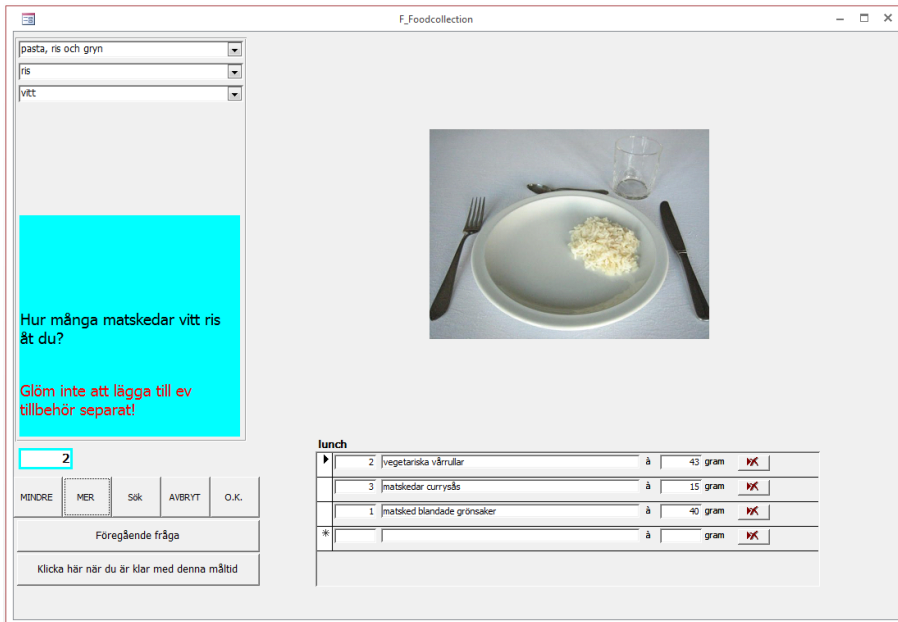 F_Foodcollection
pasta, ris och gryn
ris
vitt
Hur många matskedar vitt ris
åt du?
Glöm inte att lägga till ev
tillbehör separat!
2
MINDRE MER Sök AVBRYT O.K.
Föregående fråga
Klicka här när du är klar med denna måltid
lunch
2 vegetariska vårrullar à 43 gram
3 matskedar currysås à 15 gram
1 matsked blandade grönsaker à 40 gram
* à gram